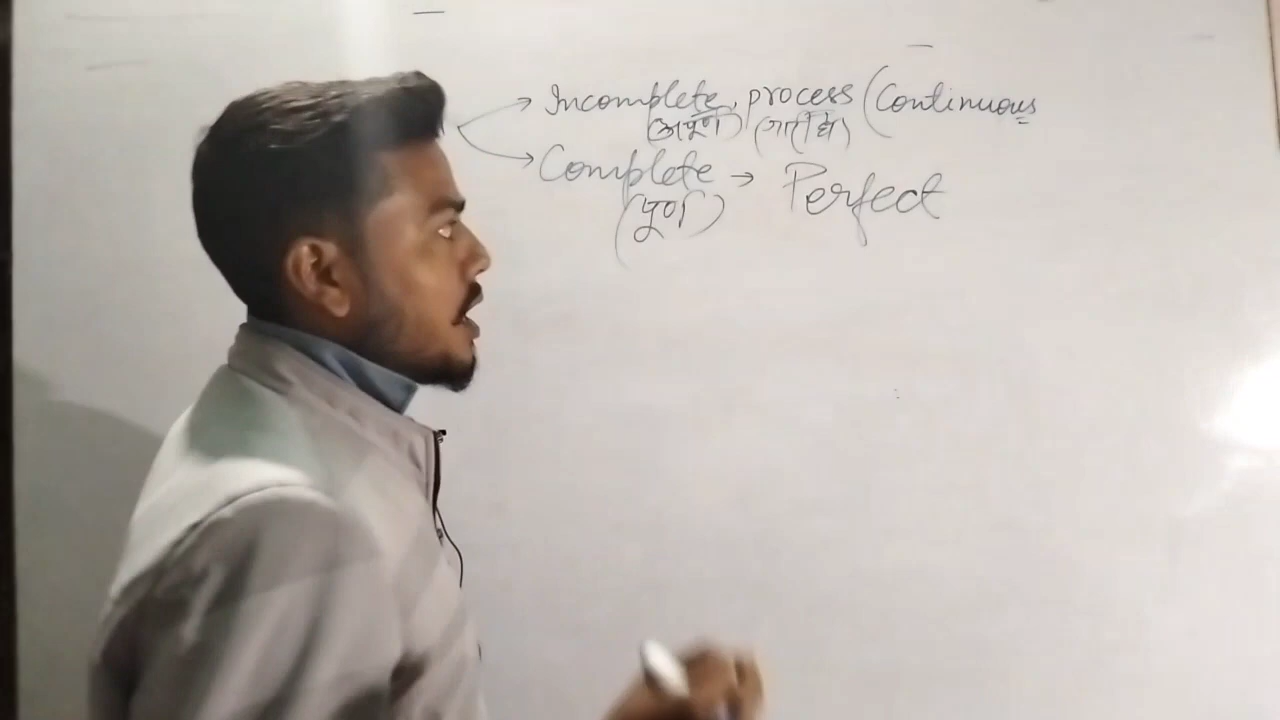 → Incomplete, process (Continuous
(अपूर्ण) (जारी है)
→ Complete → Perfect
(पूर्ण)